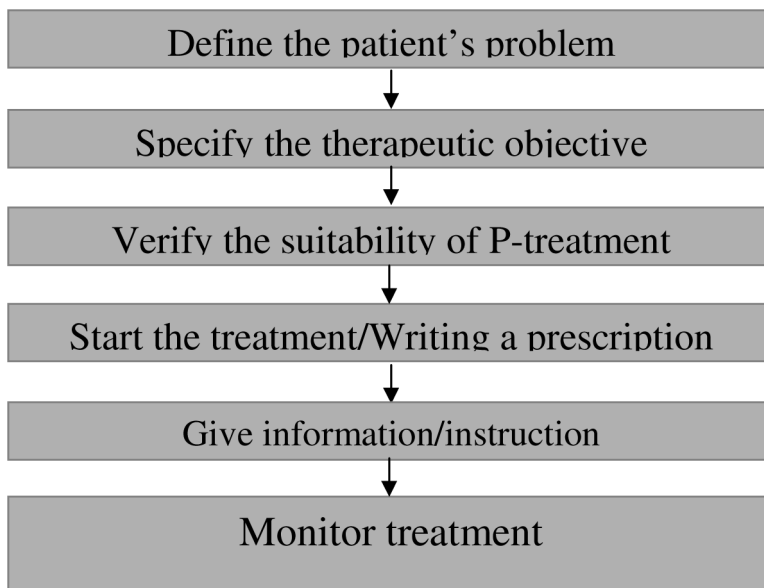 Define the patient’s problem
Specify the therapeutic objective
Verify the suitability of P-treatment
Start the treatment/Writing a prescription
Give information/instruction
Monitor treatment